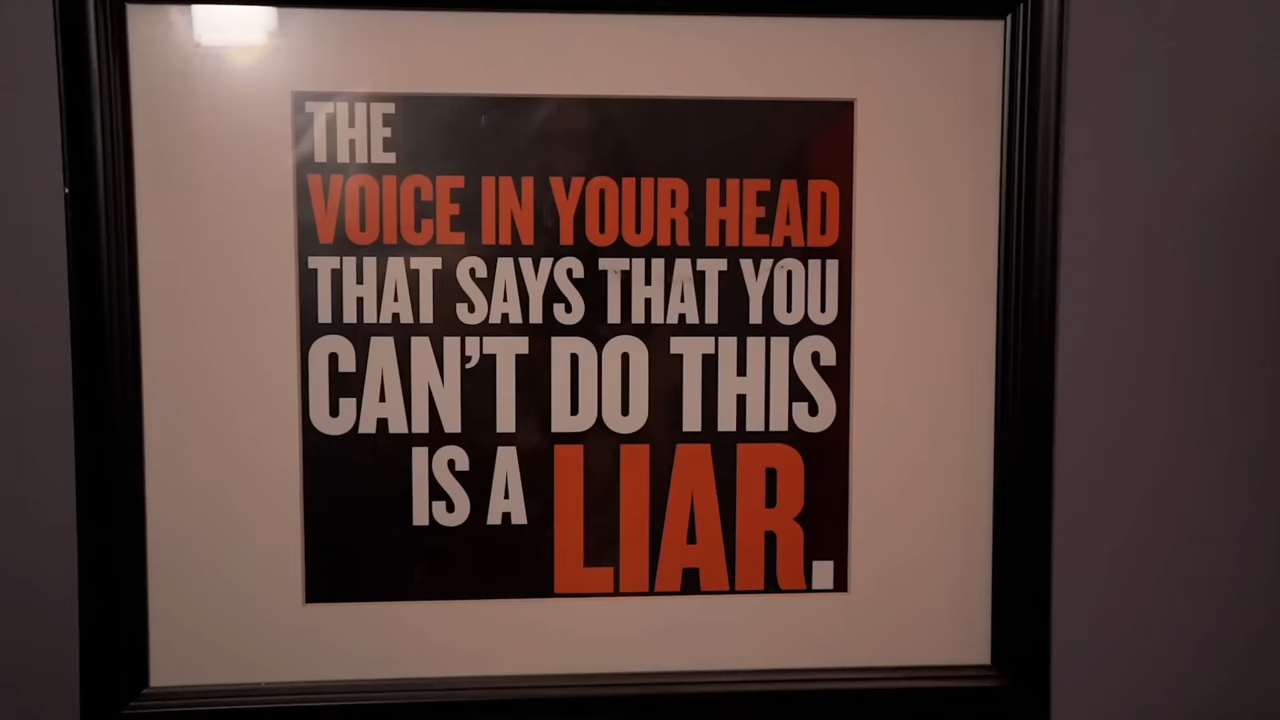 THE
VOICE IN YOUR HEAD
THAT SAYS THAT YOU
CAN'T DO THIS
IS A LIAR.